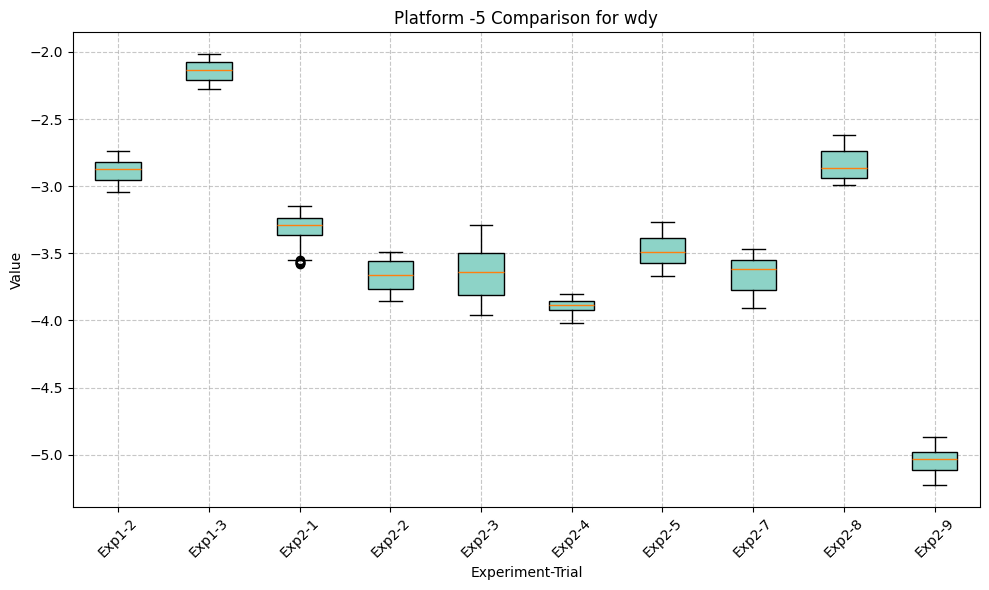 Platform -5 Comparison for wdy
Value
−2.0
−2.5
−3.0
−3.5
−4.0
−4.5
−5.0
Exp1-2
Exp1-3
Exp2-1
Exp2-2
Exp2-3
Exp2-4
Exp2-5
Exp2-7
Exp2-8
Exp2-9
Experiment-Trial